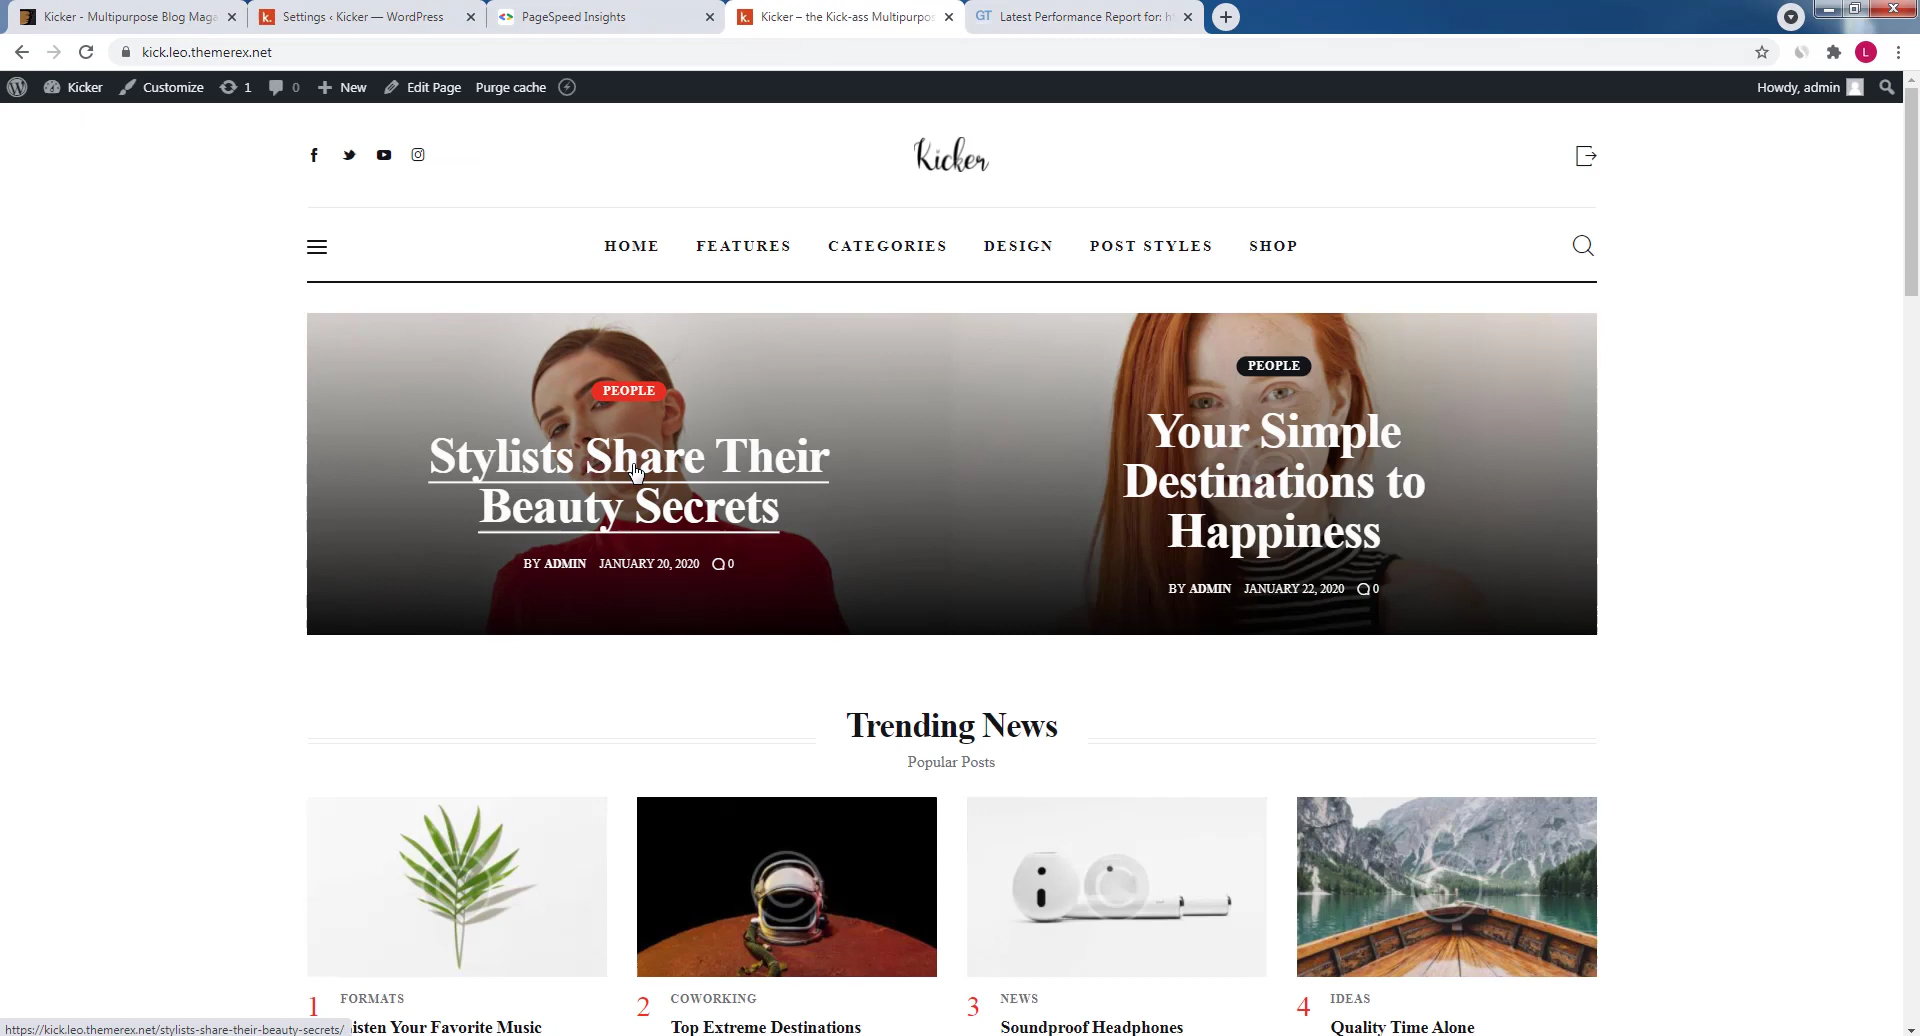 Kicker - Multipurpose Blog Maga
Settings ‹ Kicker — WordPress
PageSpeed Insights
Kicker – the Kick-ass Multipurpos
GT Latest Performance Report for: h
kick.leo.themerex.net
L
Kicker Customize 1 0 New Edit Page Purge cache
Howdy, admin
Kicker
HOME FEATURES CATEGORIES DESIGN POST STYLES SHOP
PEOPLE
Stylists Share Their
Beauty Secrets
BY ADMIN JANUARY 20, 2020 0
PEOPLE
Your Simple
Destinations to
Happiness
BY ADMIN JANUARY 22, 2020 0
Trending News
Popular Posts
1 FORMATS
isten Your Favorite Music
2 COWORKING
Top Extreme Destinations
3 NEWS
Soundproof Headphones
4 IDEAS
Quality Time Alone
https://kick.leo.themerex.net/stylists-share-their-beauty-secrets/